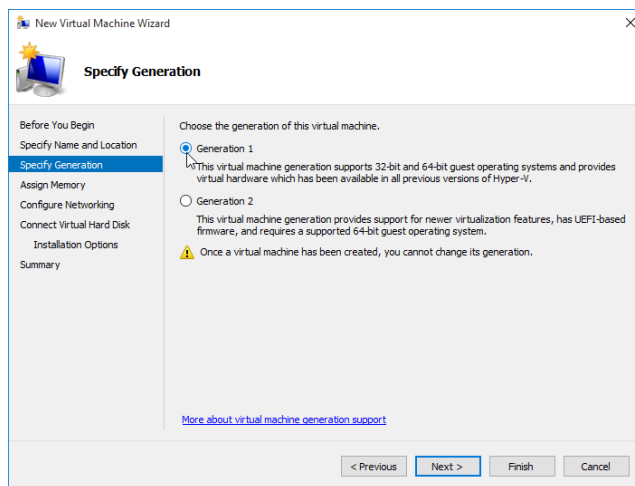 New Virtual Machine Wizard
Specify Generation
Before You Begin
Specify Name and Location
Specify Generation
Assign Memory
Configure Networking
Connect Virtual Hard Disk
Installation Options
Summary
Choose the generation of this virtual machine.
Generation 1
This virtual machine generation supports 32-bit and 64-bit guest operating systems and provides
virtual hardware which has been available in all previous versions of Hyper-V.
Generation 2
This virtual machine generation provides support for newer virtualization features, has UEFI-based
firmware, and requires a supported 64-bit guest operating system.
Once a virtual machine has been created, you cannot change its generation.
More about virtual machine generation support
< Previous
Next >
Finish
Cancel